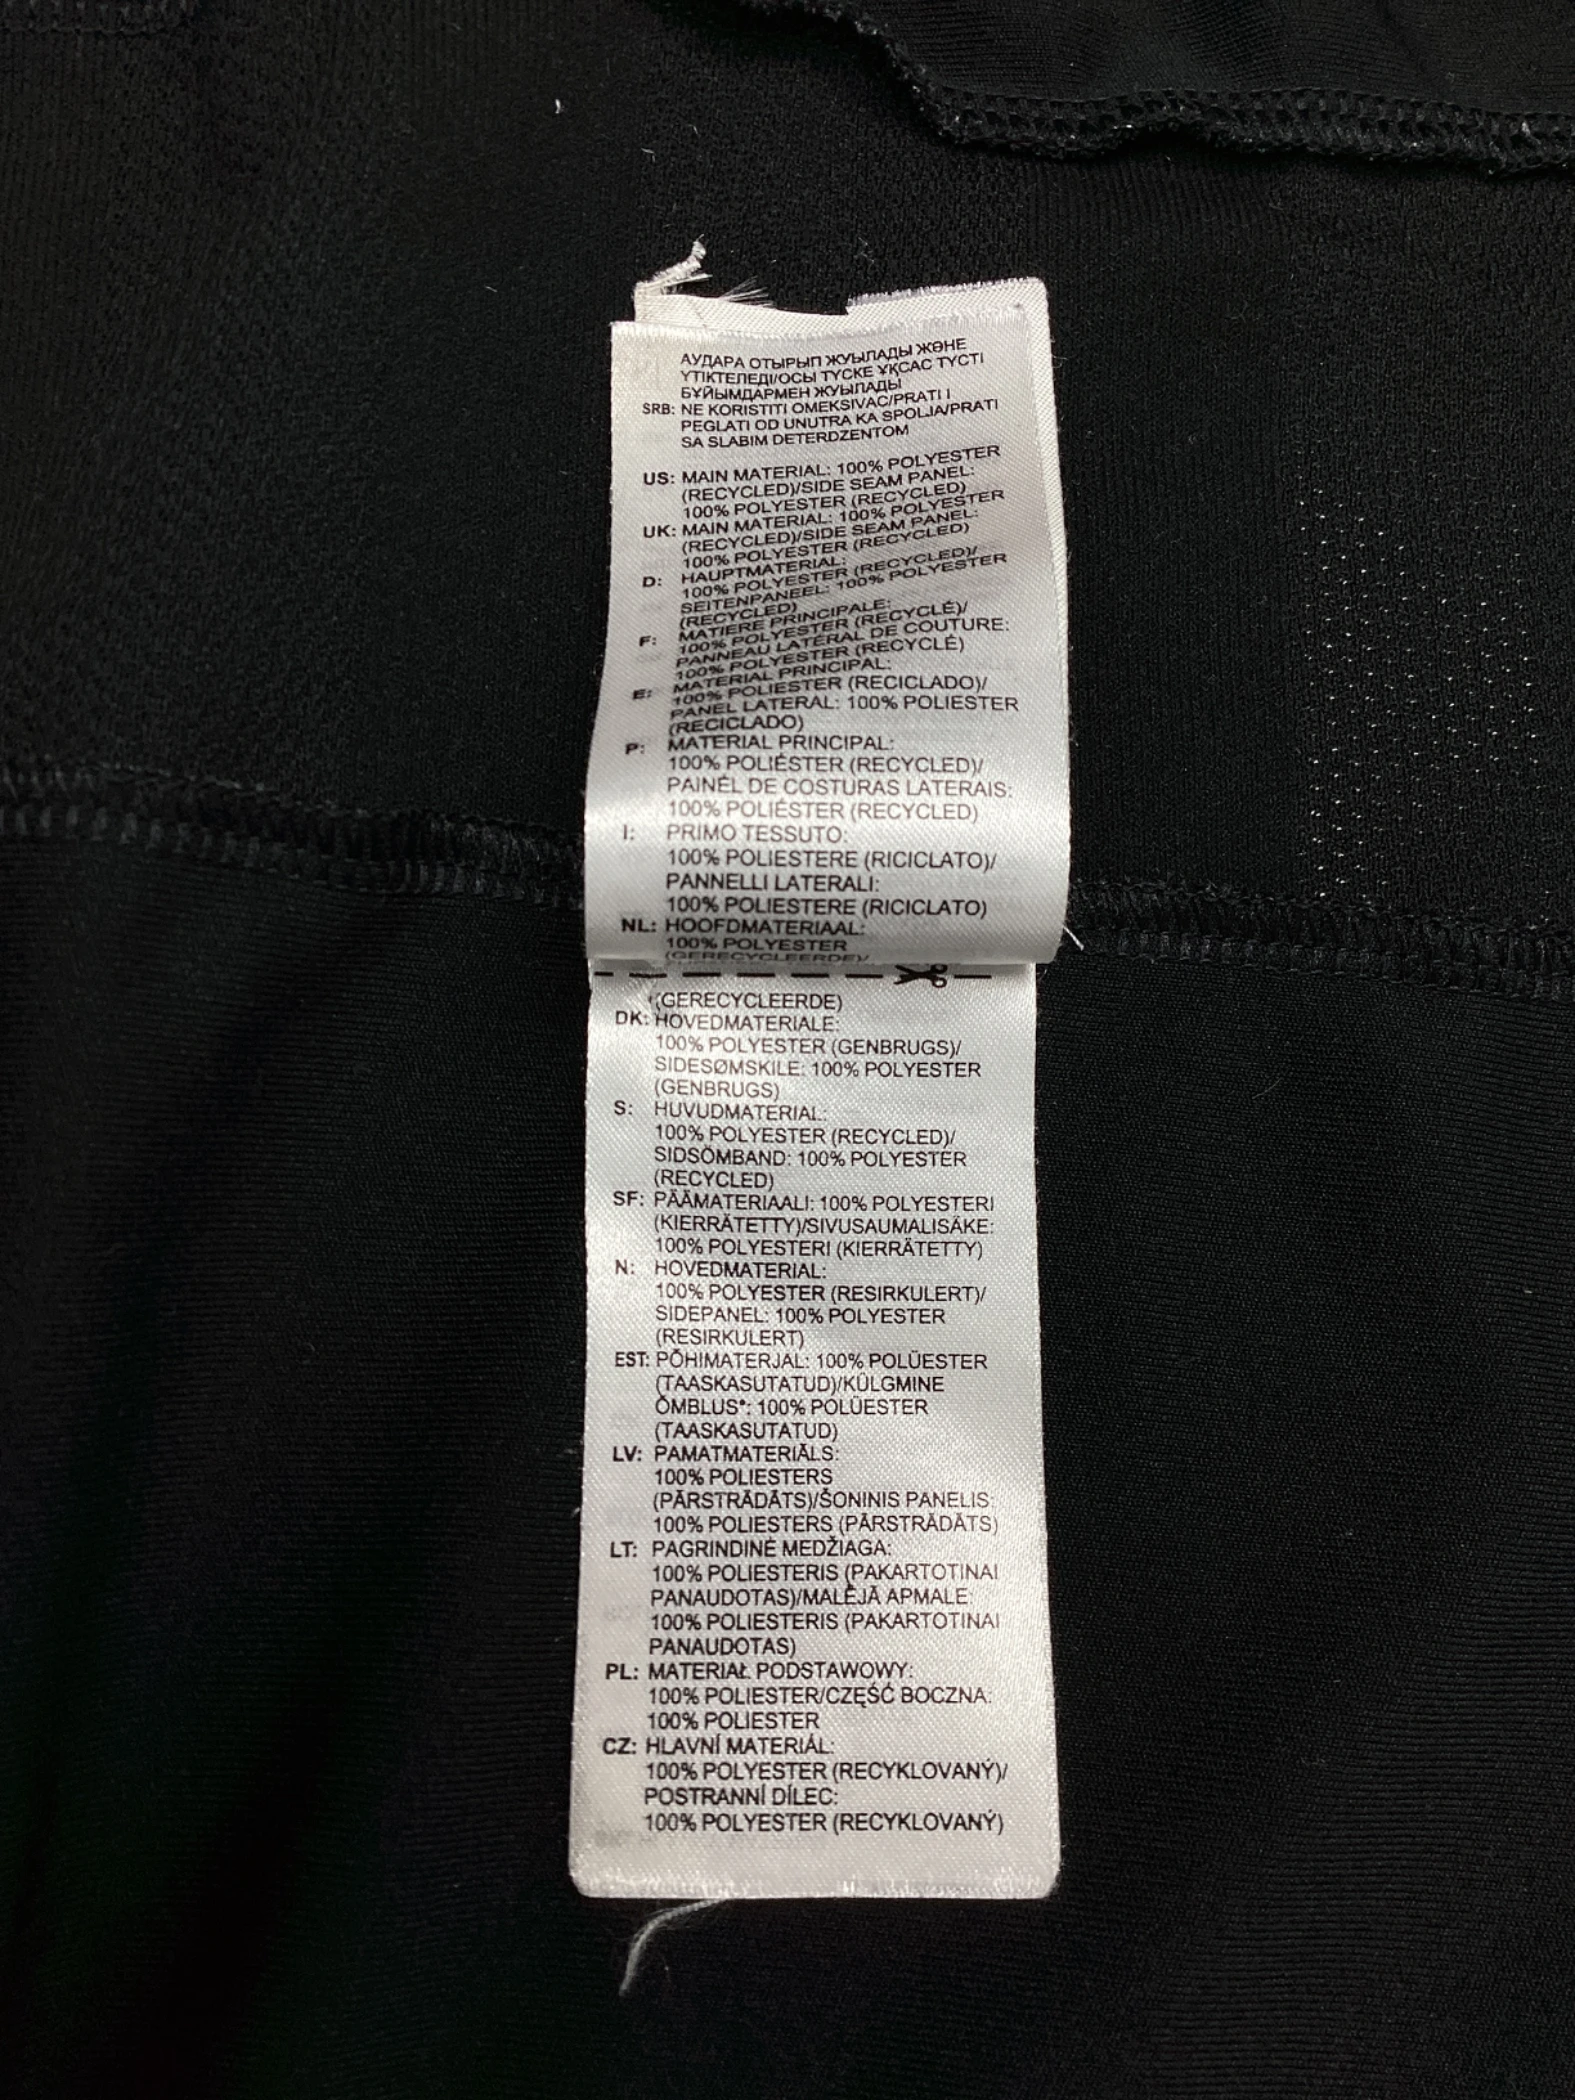 АУДАРА ОТЫРЫП ЖУЫЛАДЫ ЖӘНЕ
ҮТІКТЕЛЕДІ/ОСЫ ТҮСКЕ ҰҚСАС ТҮСТІ
БҰЙЫМДАРМЕН ЖУЫЛАДЫ
SRB: NE KORISTITI OMEKSIVAC/PRATI I
PEGLATI OD UNUTRA KA SPOLJA/PRATI
SA SLABIM DETERDZENTOM
US: MAIN MATERIAL: 100% POLYESTER
(RECYCLED)/SIDE SEAM PANEL:
100% POLYESTER (RECYCLED)
UK: MAIN MATERIAL: 100% POLYESTER
(RECYCLED)/SIDE SEAM PANEL:
100% POLYESTER (RECYCLED)
D: HAUPTMATERIAL:
100% POLYESTER (RECYCLED)/
SEITENPANEEL: 100% POLYESTER
(RECYCLED)
F: MATIERE PRINCIPALE:
100% POLYESTER (RECYCLÉ)/
PANNEAU LATÉRAL DE COUTURE:
100% POLYESTER (RECYCLÉ)
E: MATERIAL PRINCIPAL:
100% POLIESTER (RECICLADO)/
PANEL LATERAL: 100% POLIESTER
(RECICLADO)
P: MATERIAL PRINCIPAL:
100% POLIÉSTER (RECYCLED)/
PAINÉL DE COSTURAS LATERAIS:
100% POLIÉSTER (RECYCLED)
I: PRIMO TESSUTO:
100% POLIESTERE (RICICLATO)/
PANNELLI LATERALI:
100% POLIESTERE (RICICLATO)
NL: HOOFDMATERIAAL:
100% POLYESTER
(GERECYCLEERDE)/
(GERECYCLEERDE)
DK: HOVEDMATERIALE:
100% POLYESTER (GENBRUGS)/
SIDESØMSKILE: 100% POLYESTER
(GENBRUGS)
S: HUVUDMATERIAL:
100% POLYESTER (RECYCLED)/
SIDSÖMBAND: 100% POLYESTER
(RECYCLED)
SF: PÄÄMATERIAALI: 100% POLYESTERI
(KIERRÄTETTY)/SIVUSAUMALISÄKE:
100% POLYESTERI (KIERRÄTETTY)
N: HOVEDMATERIAL:
100% POLYESTER (RESIRKULERT)/
SIDEPANEL: 100% POLYESTER
(RESIRKULERT)
EST: PÕHIMATERJAL: 100% POLÜESTER
(TAASKASUTATUD)/KÜLGMINE
ÕMBLUS*: 100% POLÜESTER
(TAASKASUTATUD)
LV: PAMATMATERIĀLS:
100% POLIESTERS
(PĀRSTRĀDĀTS)/ŠONINIS PANELIS:
100% POLIESTERS (PĀRSTRĀDĀTS)
LT: PAGRINDINĖ MEDŽIAGA:
100% POLIESTERIS (PAKARTOTINAI
PANAUDOTAS)/MALĖJĀ APMALE:
100% POLIESTERIS (PAKARTOTINAI
PANAUDOTAS)
PL: MATERIAŁ PODSTAWOWY:
100% POLIESTER/CZĘŚĆ BOCZNA:
100% POLIESTER
CZ: HLAVNÍ MATERIÁL:
100% POLYESTER (RECYKLOVANÝ)/
POSTRANNÍ DÍLEC:
100% POLYESTER (RECYKLOVANÝ)